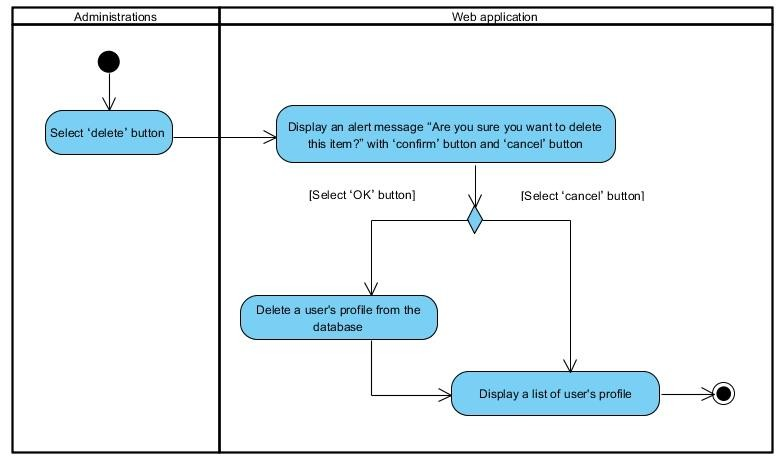 Administrations
Web application
Select ‘delete’ button
Display an alert message “Are you sure you want to delete
this item?” with ‘confirm’ button and ‘cancel’ button
[Select ‘OK’ button]
[Select ‘cancel’ button]
Delete a user's profile from the
database
Display a list of user's profile